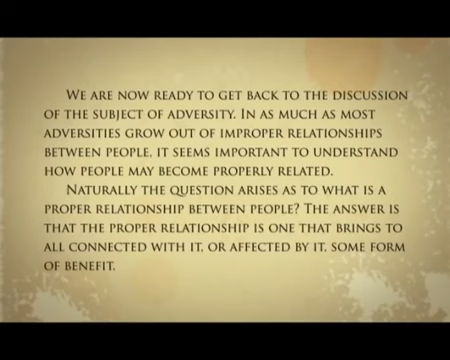 We are now ready to get back to the discussion
of the subject of adversity. In as much as most
adversities grow out of improper relationships
between people, it seems important to understand
how people may become properly related.
Naturally the question arises as to what is a
proper relationship between people? The answer is
that the proper relationship is one that brings to
all connected with it, or affected by it, some form
of benefit.